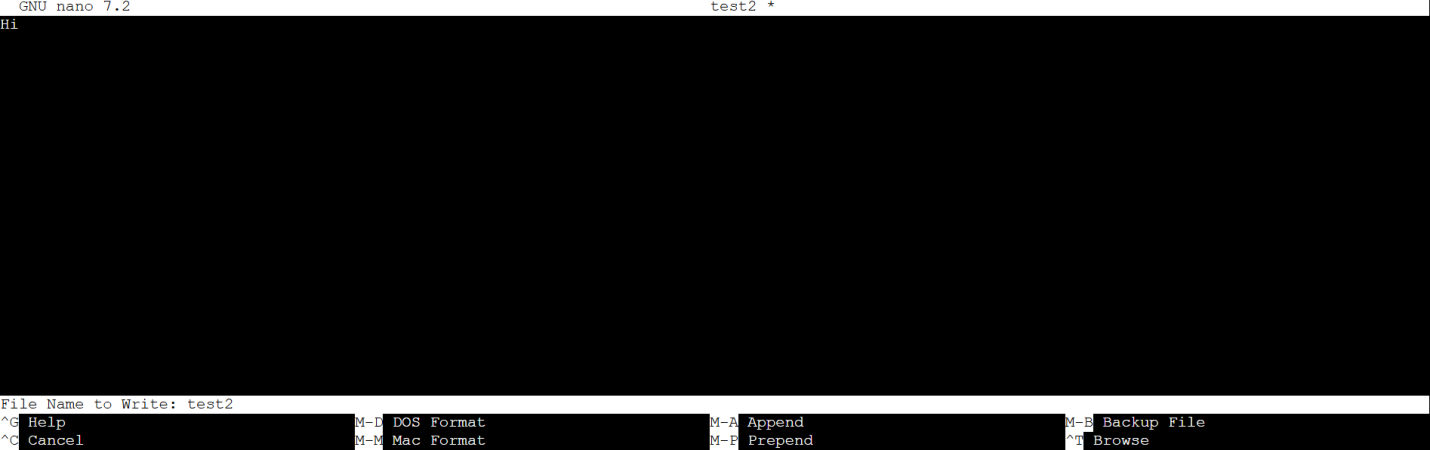 GNU nano 7.2 test2 *
Hi
File Name to Write: test2
^G Help M-D DOS Format M-A Append M-B Backup File
^C Cancel M-M Mac Format M-P Prepend ^T Browse